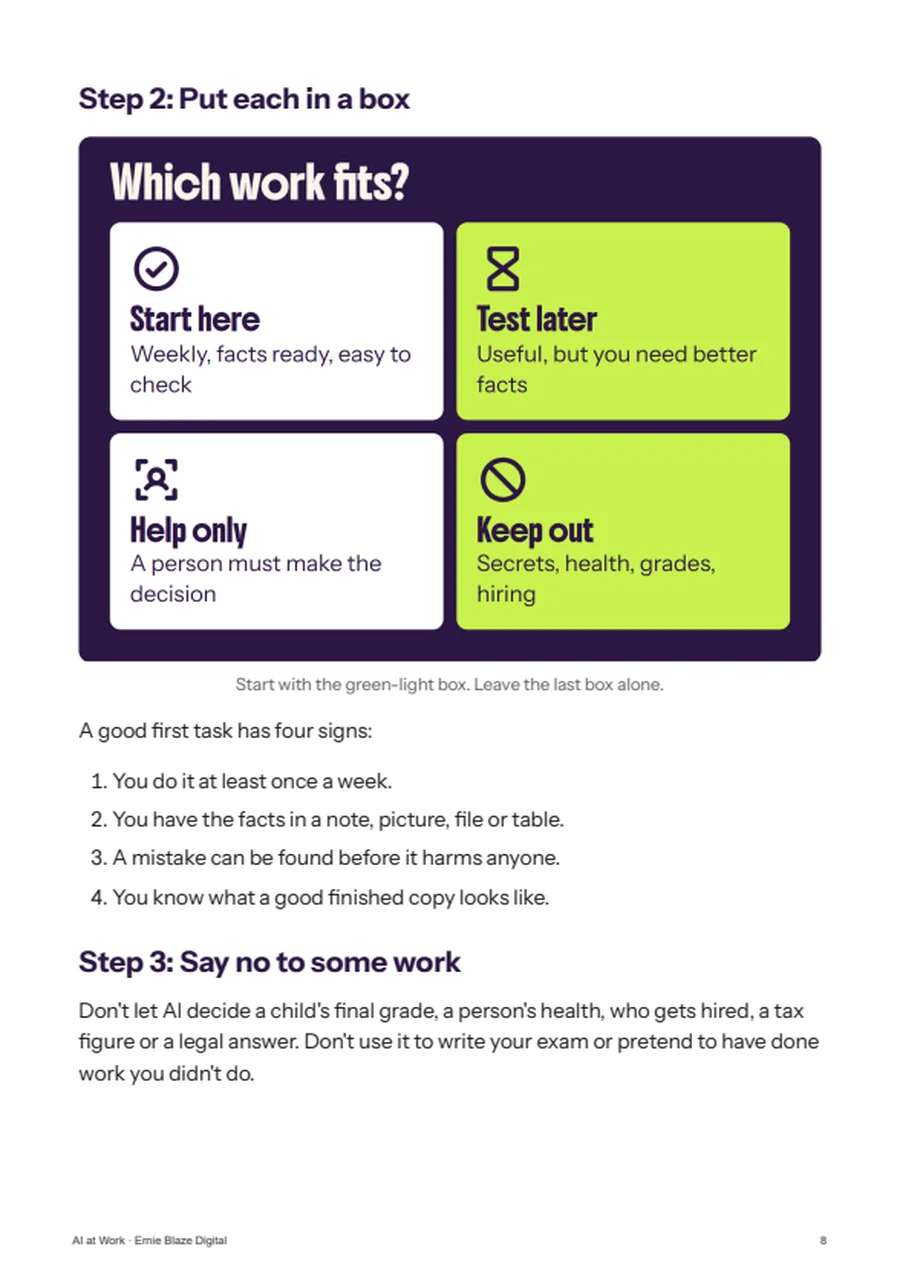 Step 2: Put each in a box
Which work fits?
Start here
Weekly, facts ready, easy to
check
Test later
Useful, but you need better
facts
Help only
A person must make the
decision
Keep out
Secrets, health, grades,
hiring
Start with the green-light box. Leave the last box alone.
A good first task has four signs:
1. You do it at least once a week.
2. You have the facts in a note, picture, file or table.
3. A mistake can be found before it harms anyone.
4. You know what a good finished copy looks like.
Step 3: Say no to some work
Don't let AI decide a child's final grade, a person's health, who gets hired, a tax
figure or a legal answer. Don't use it to write your exam or pretend to have done
work you didn't do.
AI at Work · Ernie Blaze Digital
8